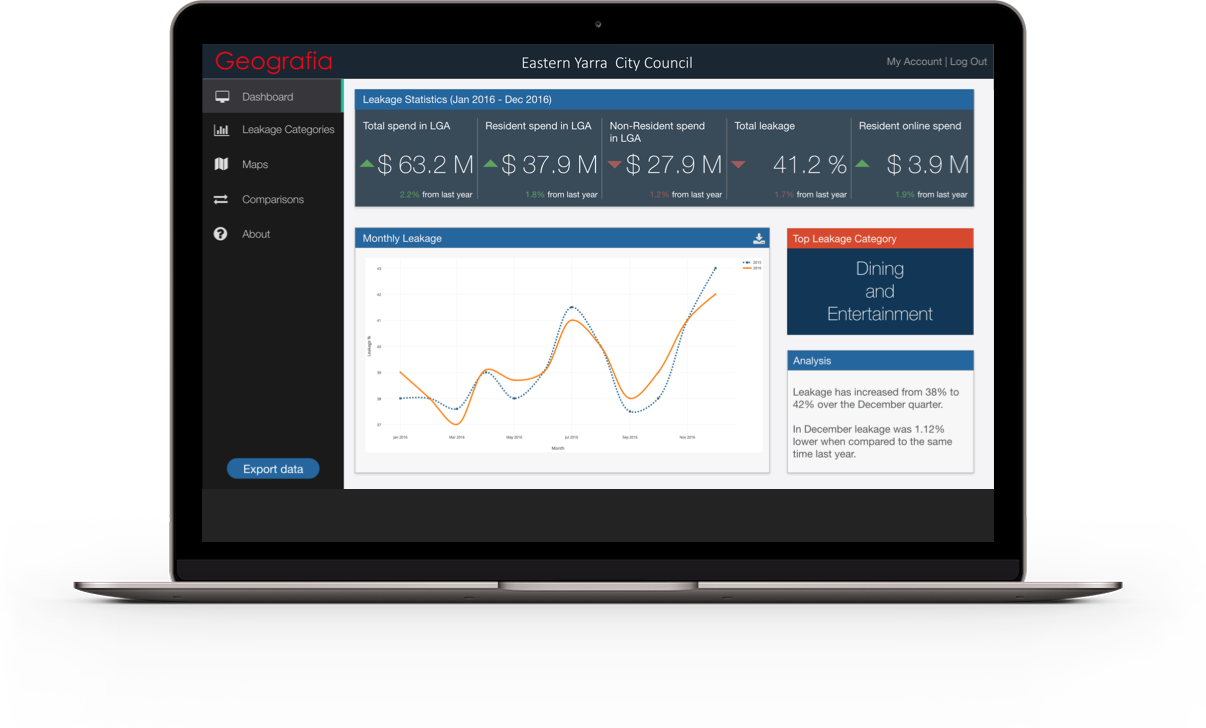 Geografia
Eastern Yarra  City Council
My Account | Log Out
Dashboard
Leakage Categories
Maps
Comparisons
About
Export data
Leakage Statistics (Jan 2016 - Dec 2016)
Total spend in LGA
$ 63.2 M
2.2% from last year
Resident spend in LGA
$ 37.9 M
1.8% from last year
Non-Resident spend
in LGA
$ 27.9 M
1.2% from last year
Total leakage
41.2 %
1.7% from last year
Resident online spend
$ 3.9 M
1.9% from last year
Monthly Leakage
2015
2016
43
42
41
40
39
38
37
Leakage %
Jan 2016
Mar 2016
May 2016
Jul 2016
Sep 2016
Nov 2016
Month
Top Leakage Category
Dining
and
Entertainment
Analysis
Leakage has increased from 38% to
42% over the December quarter.
In December leakage was 1.12%
lower when compared to the same
time last year.